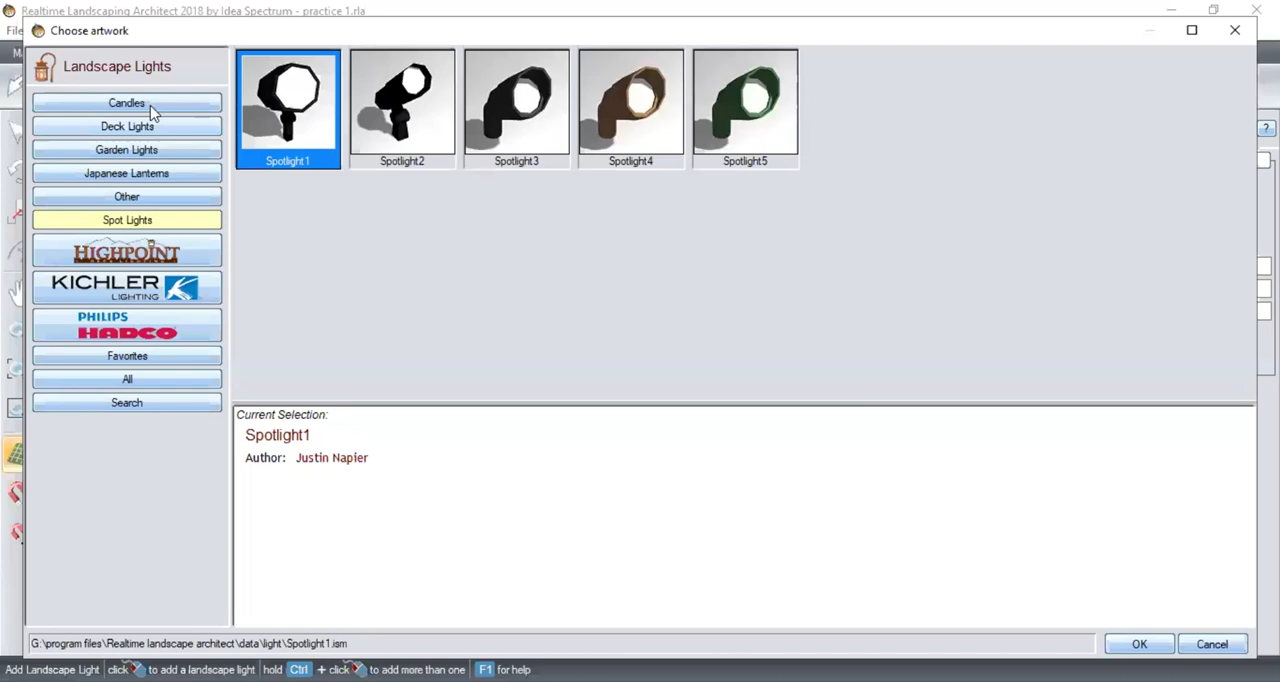 Realtime Landscaping Architect 2018 by Idea Spectrum - practice 1.rla
File
Choose artwork
Landscape Lights
Candles
Deck Lights
Garden Lights
Japanese Lanterns
Other
Spot Lights
HIGHPOINT
KICHLER
LIGHTING
PHILIPS
HADCO
Favorites
All
Search
Spotlight1
Spotlight2
Spotlight3
Spotlight4
Spotlight5
?
Current Selection:
Spotlight1
Author: Justin Napier
G:\program files\Realtime landscape architect\data\light\Spotlight1.ism
OK
Cancel
Add Landscape Light click to add a landscape light hold Ctrl + click to add more than one F1 for help